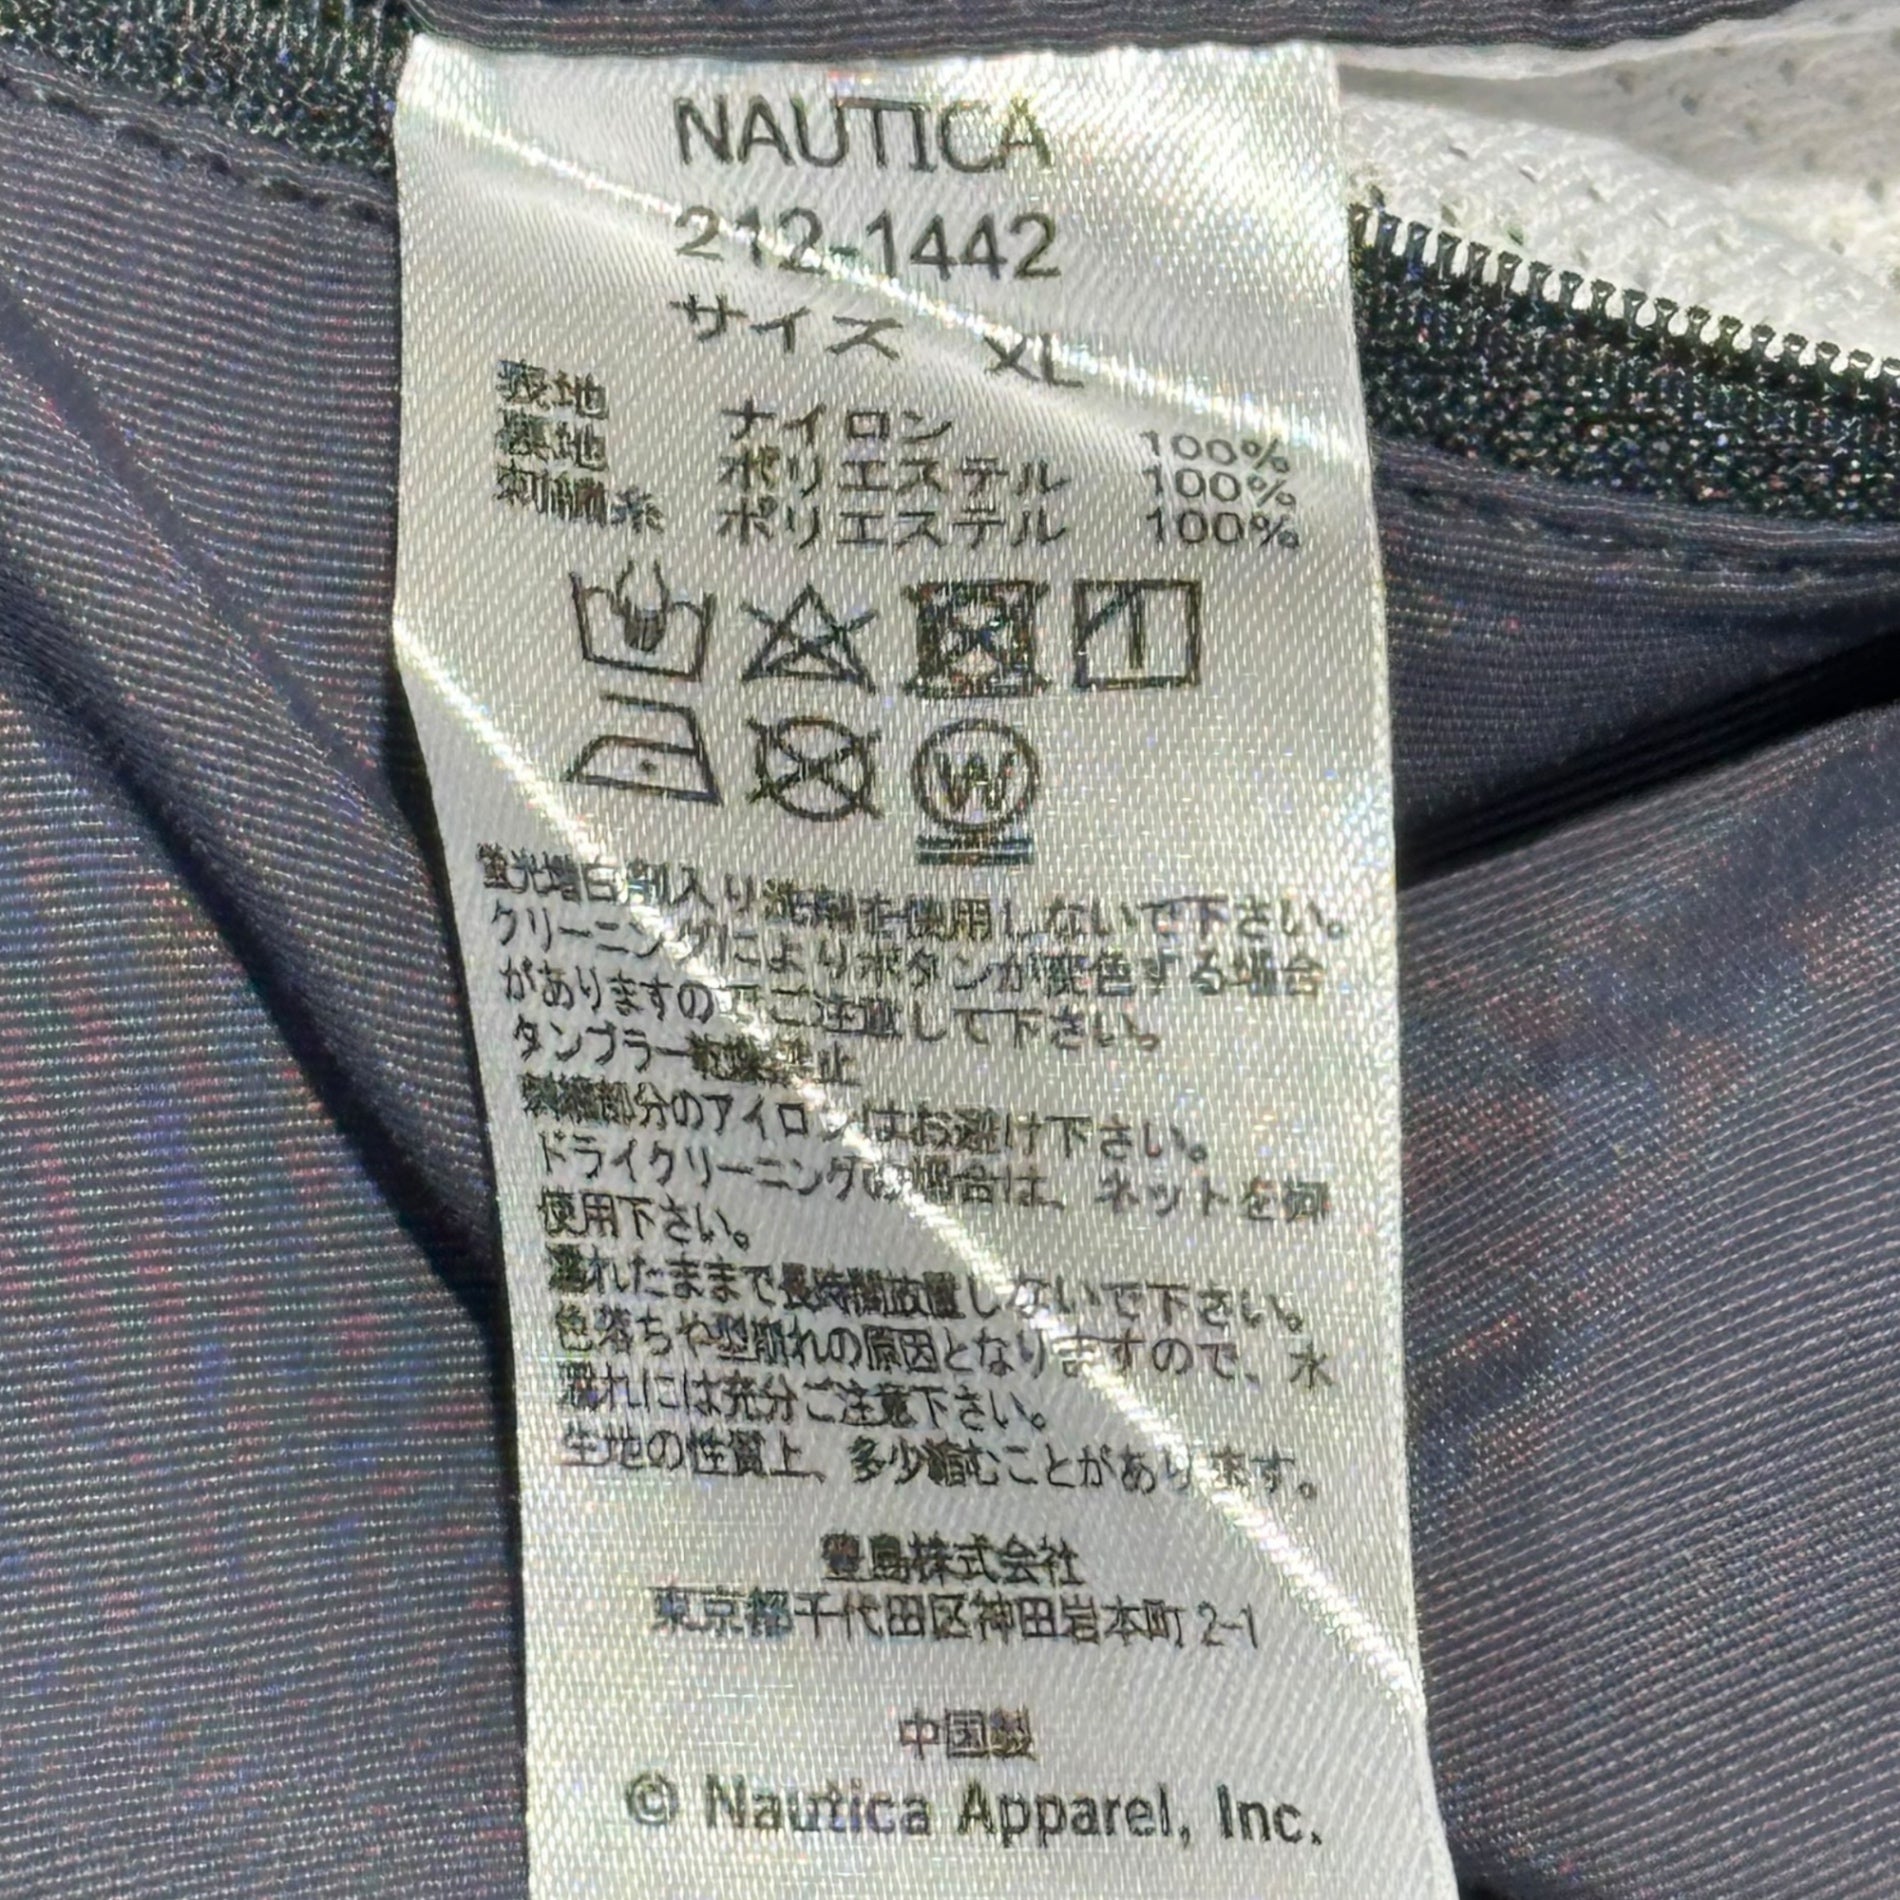 NAUTICA
212-1442
サイズ XL
表地 ナイロン 100%
裏地 ポリエステル 100%
刺繍糸 ポリエステル 100%
W
蛍光増白剤入り洗剤を使用しないで下さい。
クリーニングによりボタンが変色する場合
がありますのでご注意して下さい。
タンブラー乾燥禁止
刺繍部分のアイロンはお避け下さい。
ドライクリーニングの場合は、ネットを御
使用下さい。
濡れたままで長時間放置しないで下さい。
色落ちや型崩れの原因となりますので、水
濡れには充分ご注意下さい。
生地の性質上、多少縮むことがあります。
豊島株式会社
東京都千代田区神田岩本町 2-1
中国製
© Nautica Apparel, Inc.